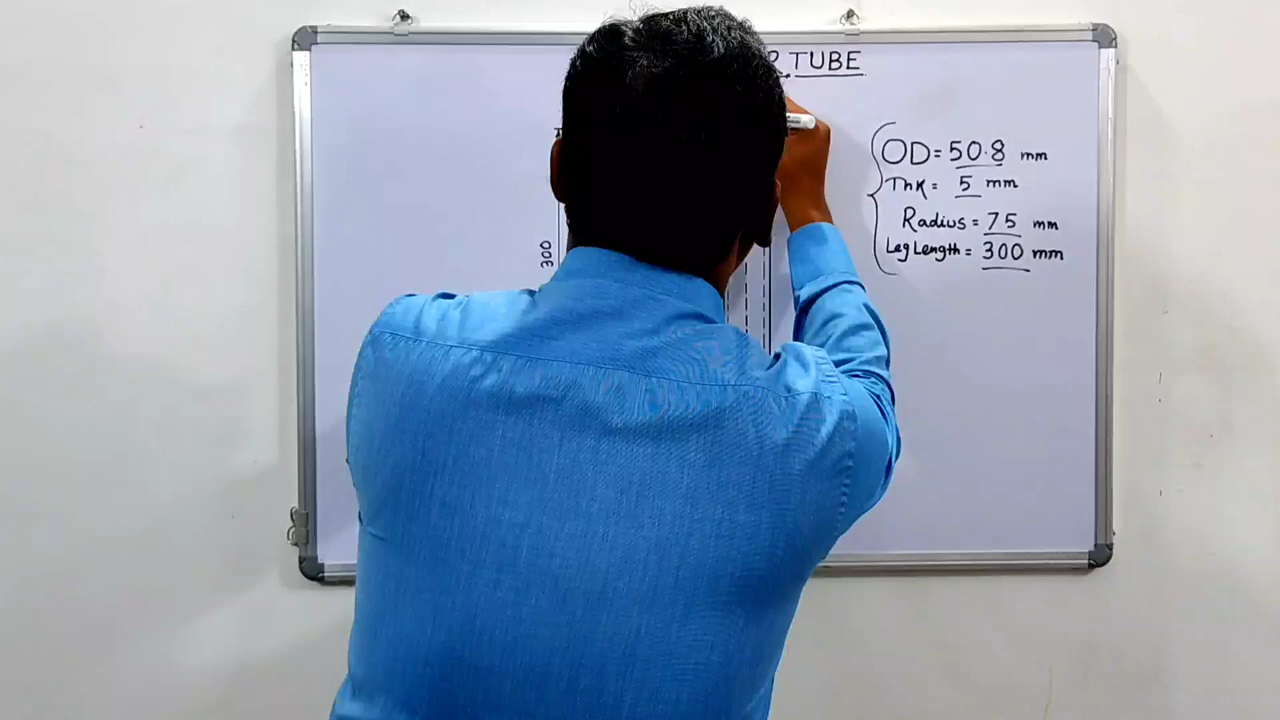 TUBE
OD = 50.8 mm
Thk = 5 mm
Radius = 75 mm
300
Leg Length = 300 mm